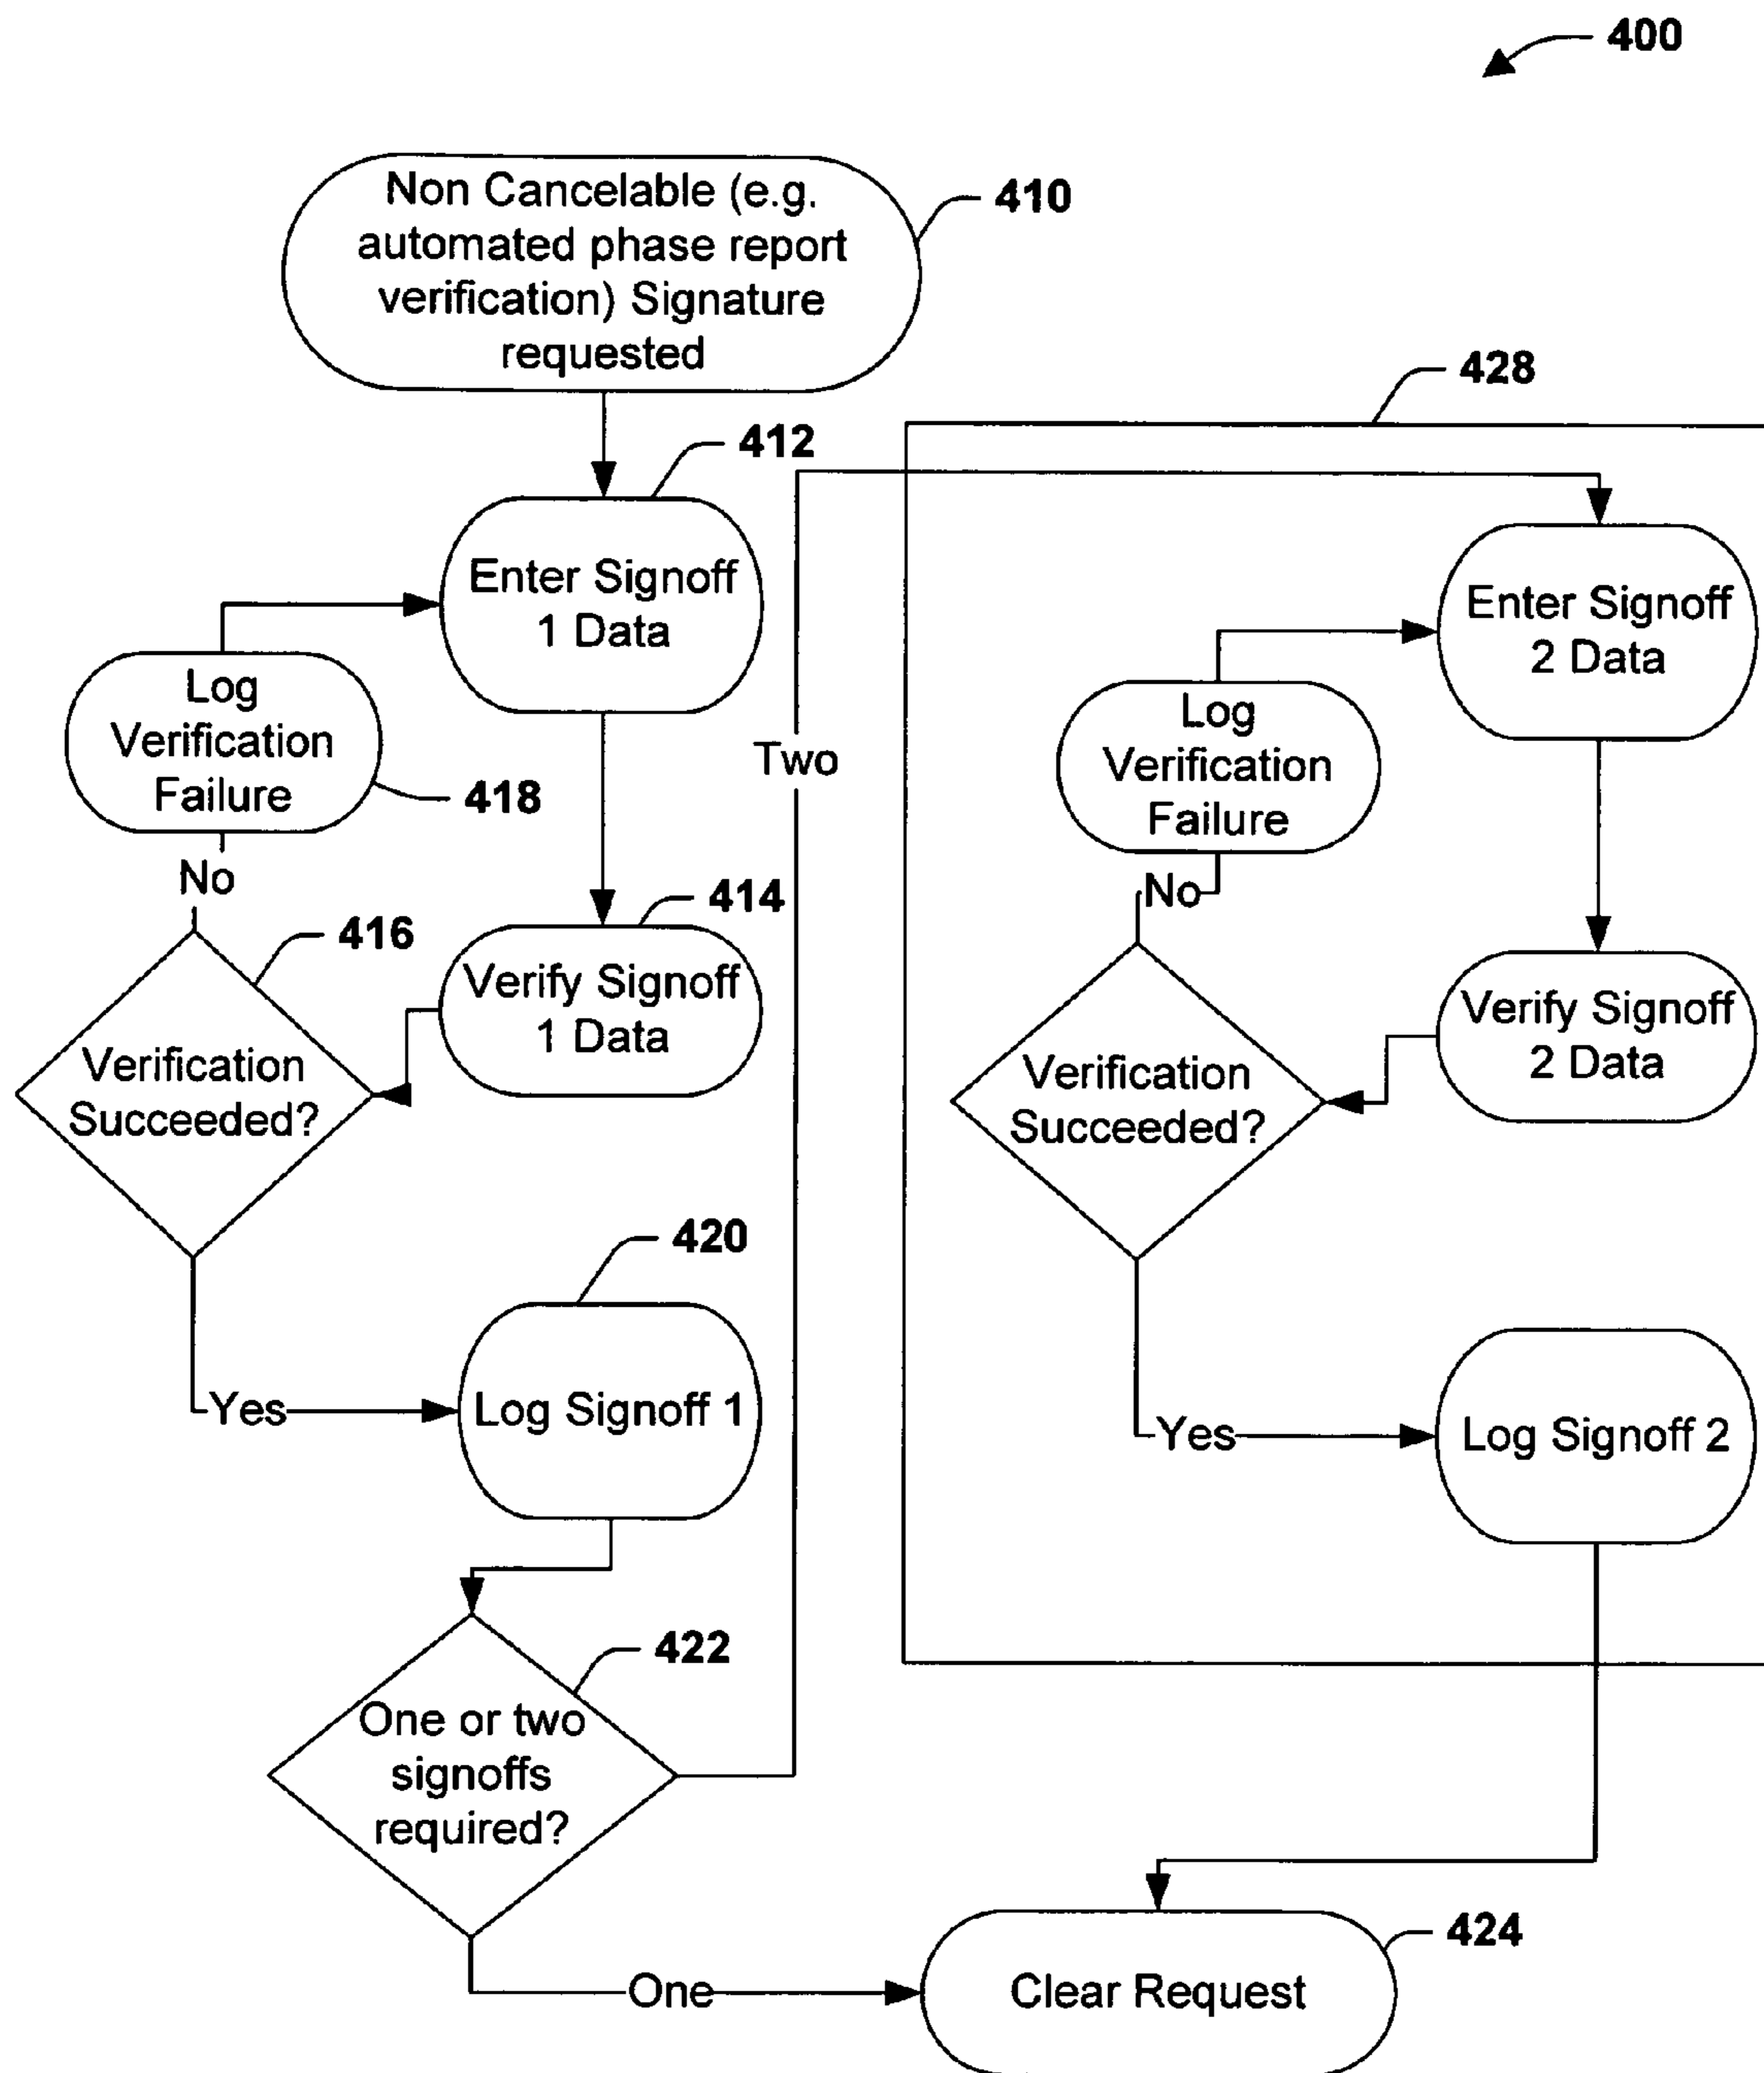 400
Non Cancelable (e.g.
automated phase report
verification) Signature
requested
410
428
412
Enter Signoff
1 Data
Enter Signoff
2 Data
Log
Verification
Failure
418
Two
Log
Verification
Failure
No
No
414
416
Verify Signoff
1 Data
Verify Signoff
2 Data
Verification
Succeeded?
Verification
Succeeded?
420
Yes
Log Signoff 1
Yes
Log Signoff 2
422
One or two
signoffs
required?
424
One
Clear Request